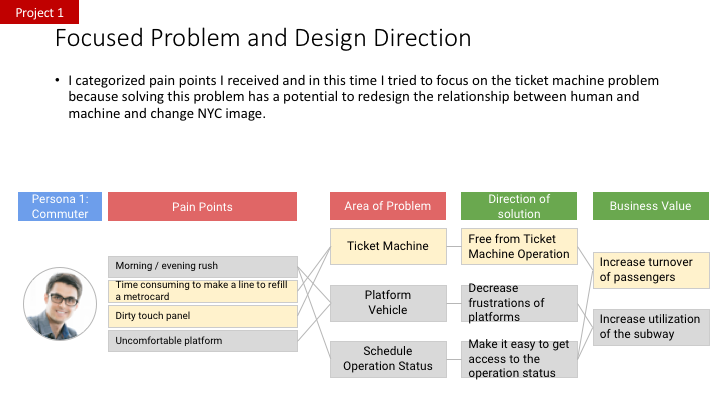 Project 1
Focused Problem and Design Direction
• I categorized pain points I received and in this time I tried to focus on the ticket machine problem
because solving this problem has a potential to redesign the relationship between human and
machine and change NYC image.
Persona 1:
Commuter
Pain Points
Area of Problem
Direction of
solution
Business Value
Morning / evening rush
Time consuming to make a line to refill
a metrocard
Dirty touch panel
Uncomfortable platform
Ticket Machine
Platform
Vehicle
Schedule
Operation Status
Free from Ticket
Machine Operation
Decrease
frustrations of
platforms
Make it easy to get
access to the
operation status
Increase turnover
of passengers
Increase utilization
of the subway